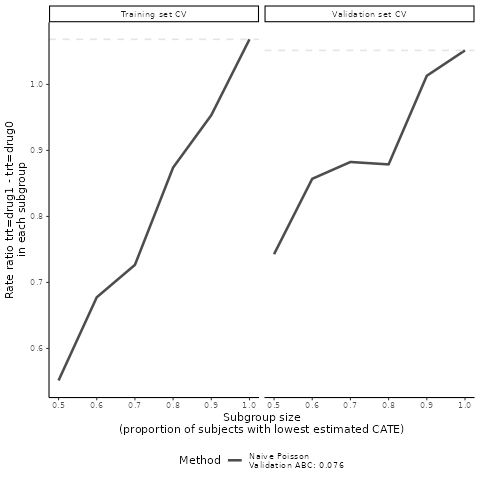 Training set CV
Validation set CV
1.0
0.9
0.8
0.7
0.6
Rate ratio trt=drug1 - trt=drug0
in each subgroup
0.5 0.6 0.7 0.8 0.9 1.0
0.5 0.6 0.7 0.8 0.9 1.0
Subgroup size
(proportion of subjects with lowest estimated CATE)
Method
Naive Poisson
Validation ABC: 0.076